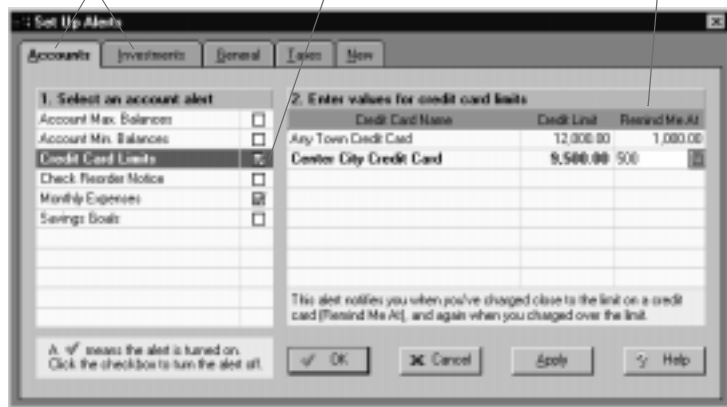 Set Up Alerts
Accounts Investments General Taxes New
1. Select an account alert
Account Max. Balances
Account Min. Balances
Credit Card Limits
Check Reorder Notice
Monthly Expenses
Savings Goals
A means the alert is turned on.
Click the checkbox to turn the alert off.
2. Enter values for credit card limits
Credit Card Name Credit Limit Remind Me At
Any Town Credit Card 12,000.00 1,000.00
Center City Credit Card 9,500.00 500
This alert notifies you when you've charged close to the limit on a credit
card (Remind Me At), and again when you charged over the limit.
OK Cancel Apply Help